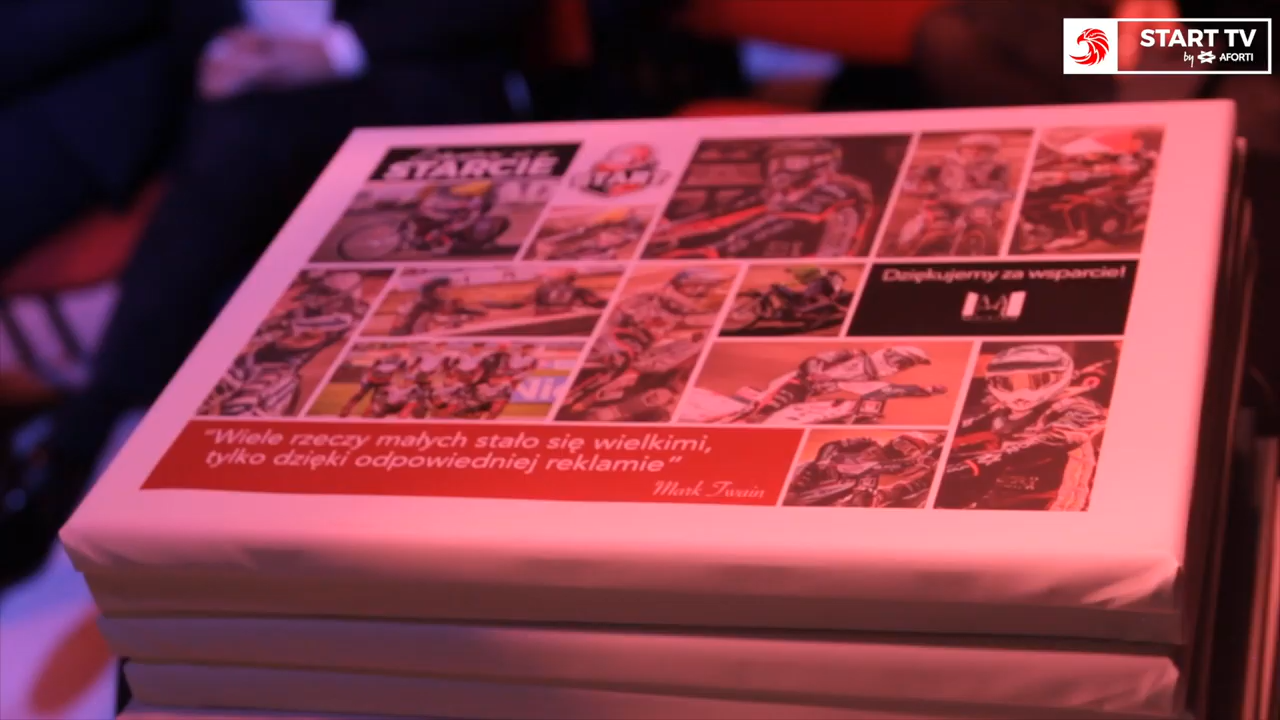 START TV
by AFORTI
STARCIE
START
Dziękujemy za wsparcie!
"Wiele rzeczy małych stało się wielkimi,
tylko dzięki odpowiedniej reklamie"
Mark Twain